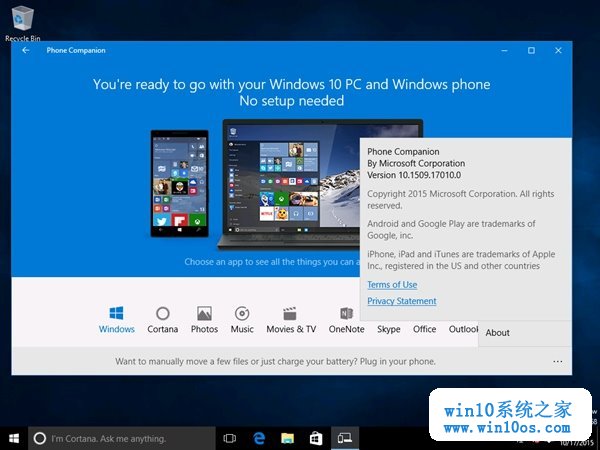 Recycle Bin
Phone Companion
You're ready to go with your Windows 10 PC and Windows phone
No setup needed
Phone Companion
By Microsoft Corporation
Version 10.1509.17010.0
Copyright 2015 Microsoft Corporation. All rights
reserved.
Android and Google Play are trademarks of
Google, inc.
iPhone, iPad and iTunes are trademarks of Apple
Inc., registered in the US and other countries
Terms of Use
Privacy Statement
Choose an app to see all the things you can
Windows Cortana Photos Music Movies & TV OneNote Skype Office Outlook
About
Want to manually move a few files or just charge your battery? Plug in your phone.
I'm Cortana. Ask me anything.
win10系统之家
www.win10os.com
10/17/2015